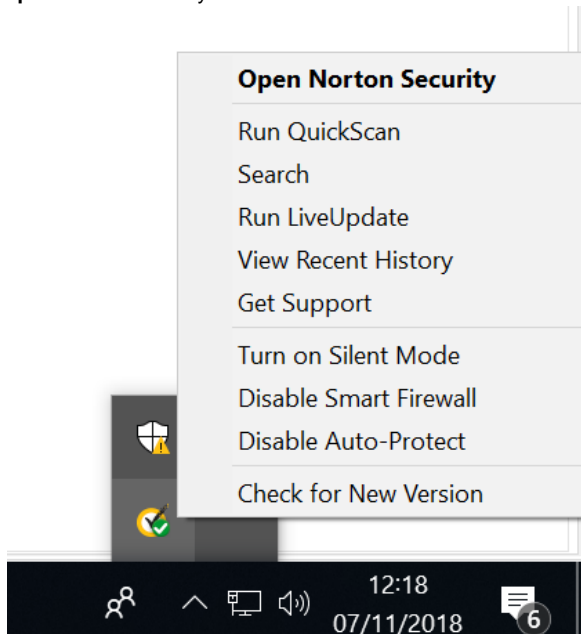 Open Norton Security
Run QuickScan
Search
Run LiveUpdate
View Recent History
Get Support
Turn on Silent Mode
Disable Smart Firewall
Disable Auto-Protect
Check for New Version
12:18
07/11/2018
6